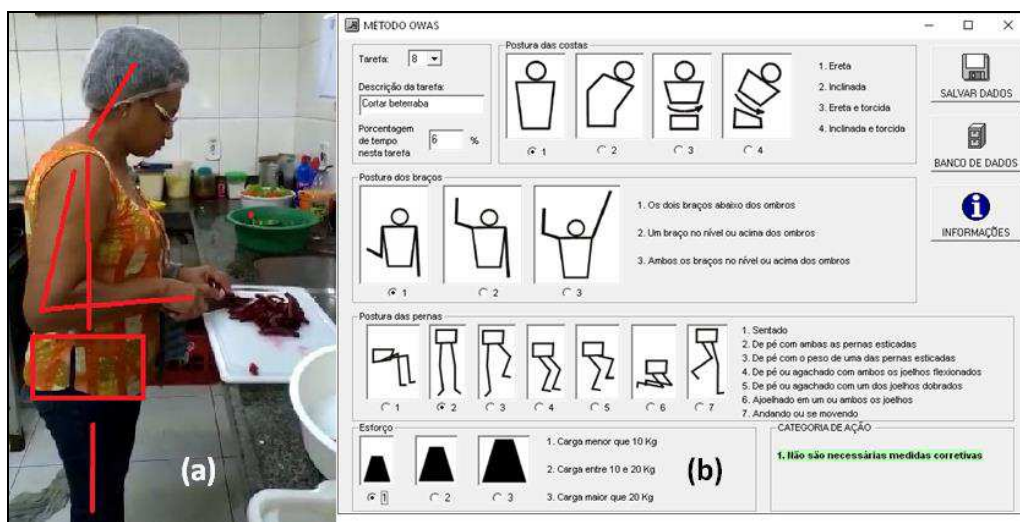 (a)
MÉTODO OWAS
Tarefa: 8
Descrição da tarefa:
Cortar beterraba
Porcentagem
de tempo
nesta tarefa
6 %
Postura das costas
1 2 3 4
1. Ereta
2. Inclinada
3. Ereta e torcida
4. Inclinada e torcida
SALVAR DADOS
BANCO DE DADOS
INFORMAÇÕES
Postura dos braços
1 2 3
1. Os dois braços abaixo dos ombros
2. Um braço no nível ou acima dos ombros
3. Ambos os braços no nível ou acima dos ombros
Postura das pernas
1 2 3 4 5 6 7
1. Sentado
2. De pé com ambas as pernas esticadas
3. De pé com o peso de uma das pernas esticadas
4. De pé ou agachado com ambos os joelhos flexionados
5. De pé ou agachado com um dos joelhos dobrados
6. Ajoelhado em um ou ambos os joelhos
7. Andando ou se movendo
Esforço
1 2 3
1. Carga menor que 10 Kg
2. Carga entre 10 e 20 Kg
3. Carga maior que 20 Kg
(b)
CATEGORIA DE AÇÃO
1. Não são necessárias medidas corretivas